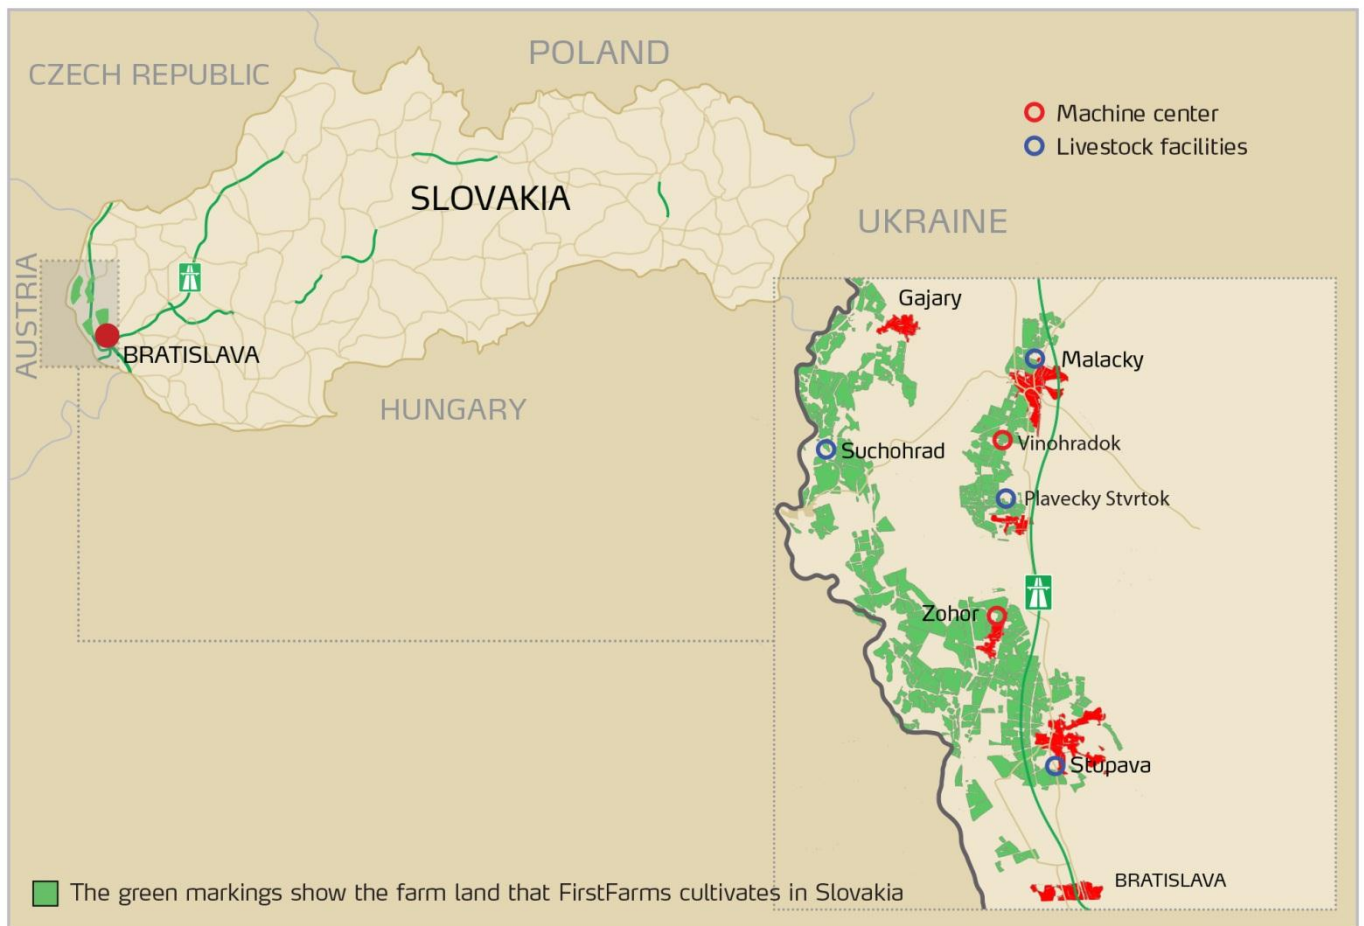 POLAND
CZECH REPUBLIC
Machine center
Livestock facilities
SLOVAKIA
UKRAINE
AUSTRIA
BRATISLAVA
HUNGARY
Gajary
Malacky
Vinohradok
Suchohrad
Plavecky Stvrtok
Zohor
Stupava
BRATISLAVA
The green markings show the farm land that FirstFarms cultivates in Slovakia